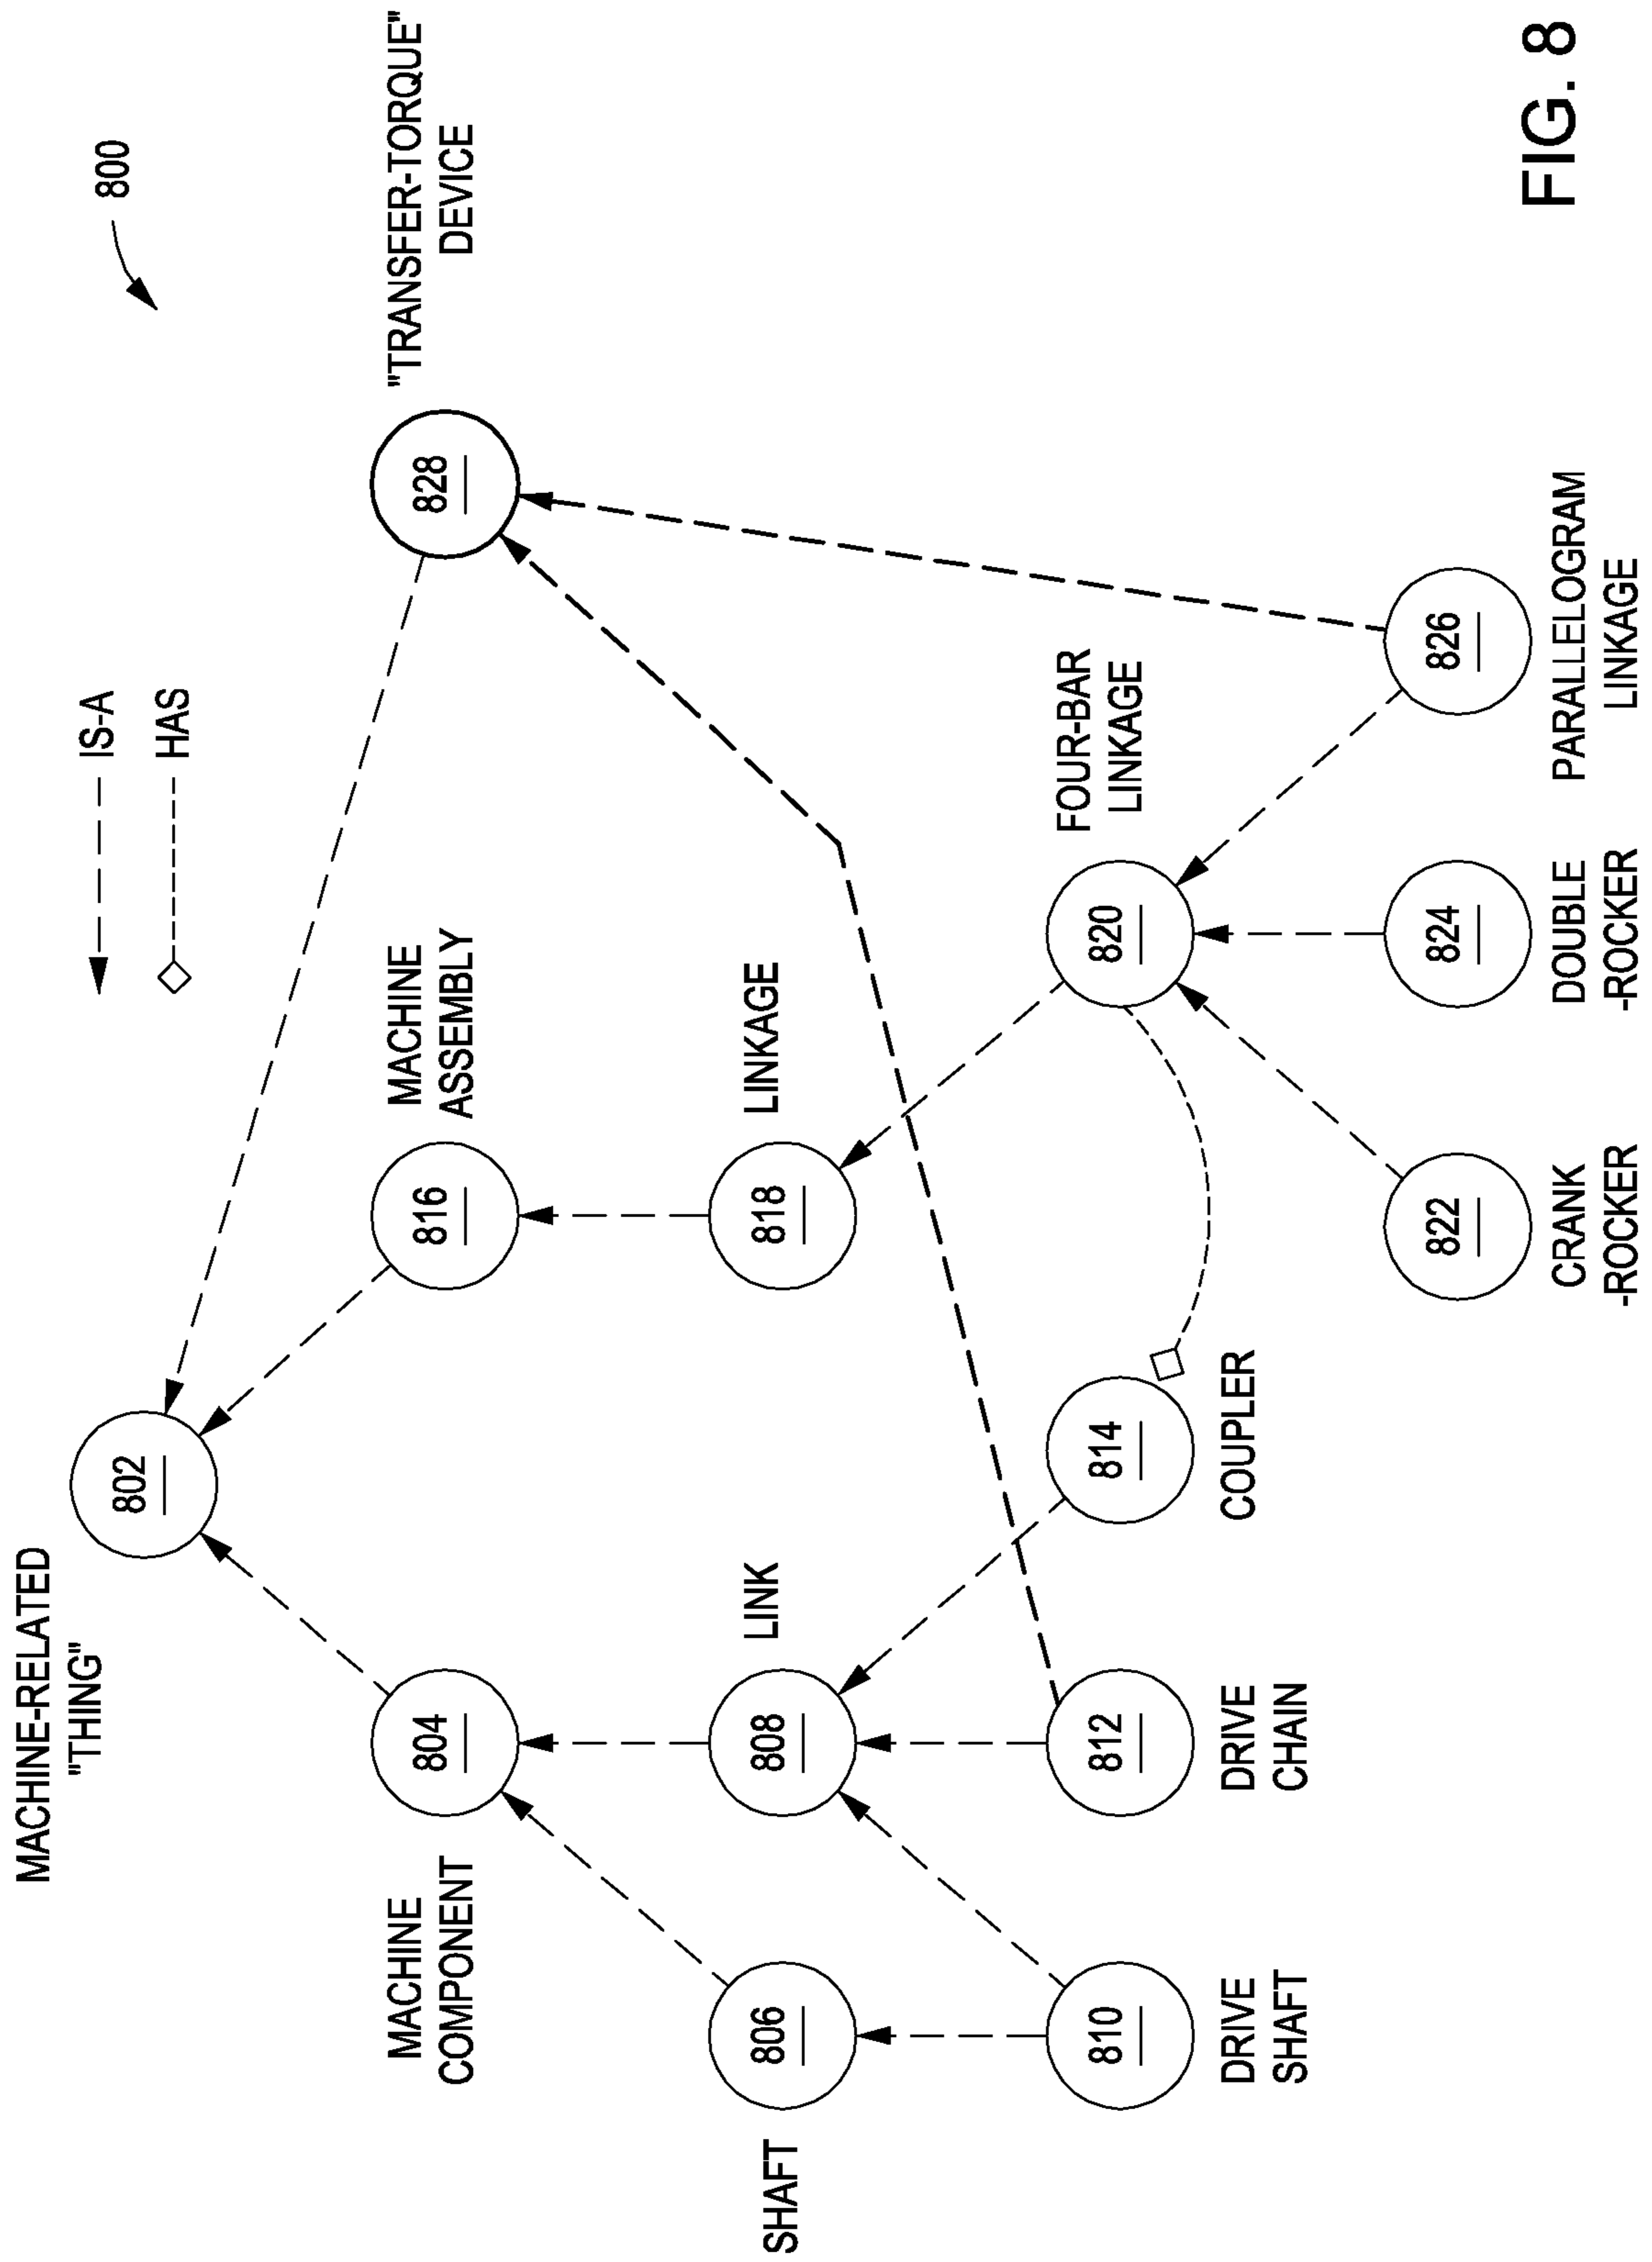 800
IS-A
HAS
MACHINE-RELATED
"THING"
802
MACHINE
COMPONENT
804
816
MACHINE
ASSEMBLY
828
"TRANSFER-TORQUE"
DEVICE
SHAFT
806
808
LINK
818
LINKAGE
810
DRIVE
SHAFT
812
DRIVE
CHAIN
814
COUPLER
820
FOUR-BAR
LINKAGE
822
CRANK
-ROCKER
824
DOUBLE
-ROCKER
826
PARALLELOGRAM
LINKAGE
FIG. 8